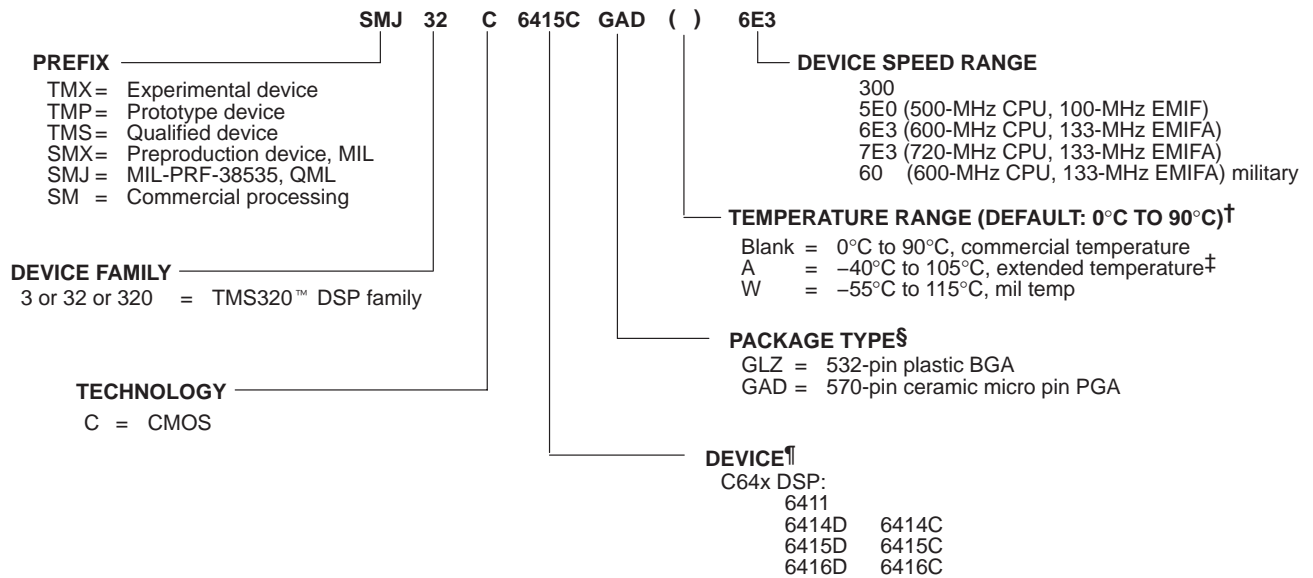 SMJ 32 C 6415C GAD ( ) 6E3
PREFIX
TMX = Experimental device
TMP = Prototype device
TMS = Qualified device
SMX = Preproduction device, MIL
SMJ = MIL-PRF-38535, QML
SM = Commercial processing
DEVICE SPEED RANGE
300
5E0 (500-MHz CPU, 100-MHz EMIF)
6E3 (600-MHz CPU, 133-MHz EMIFA)
7E3 (720-MHz CPU, 133-MHz EMIFA)
60 (600-MHz CPU, 133-MHz EMIFA) military
TEMPERATURE RANGE (DEFAULT: 0°C TO 90°C)†
Blank = 0°C to 90°C, commercial temperature
A = −40°C to 105°C, extended temperature‡
W = −55°C to 115°C, mil temp
DEVICE FAMILY
3 or 32 or 320 = TMS320™ DSP family
PACKAGE TYPE§
GLZ = 532-pin plastic BGA
GAD = 570-pin ceramic micro pin PGA
TECHNOLOGY
C = CMOS
DEVICE¶
C64x DSP:
6411
6414D 6414C
6415D 6415C
6416D 6416C